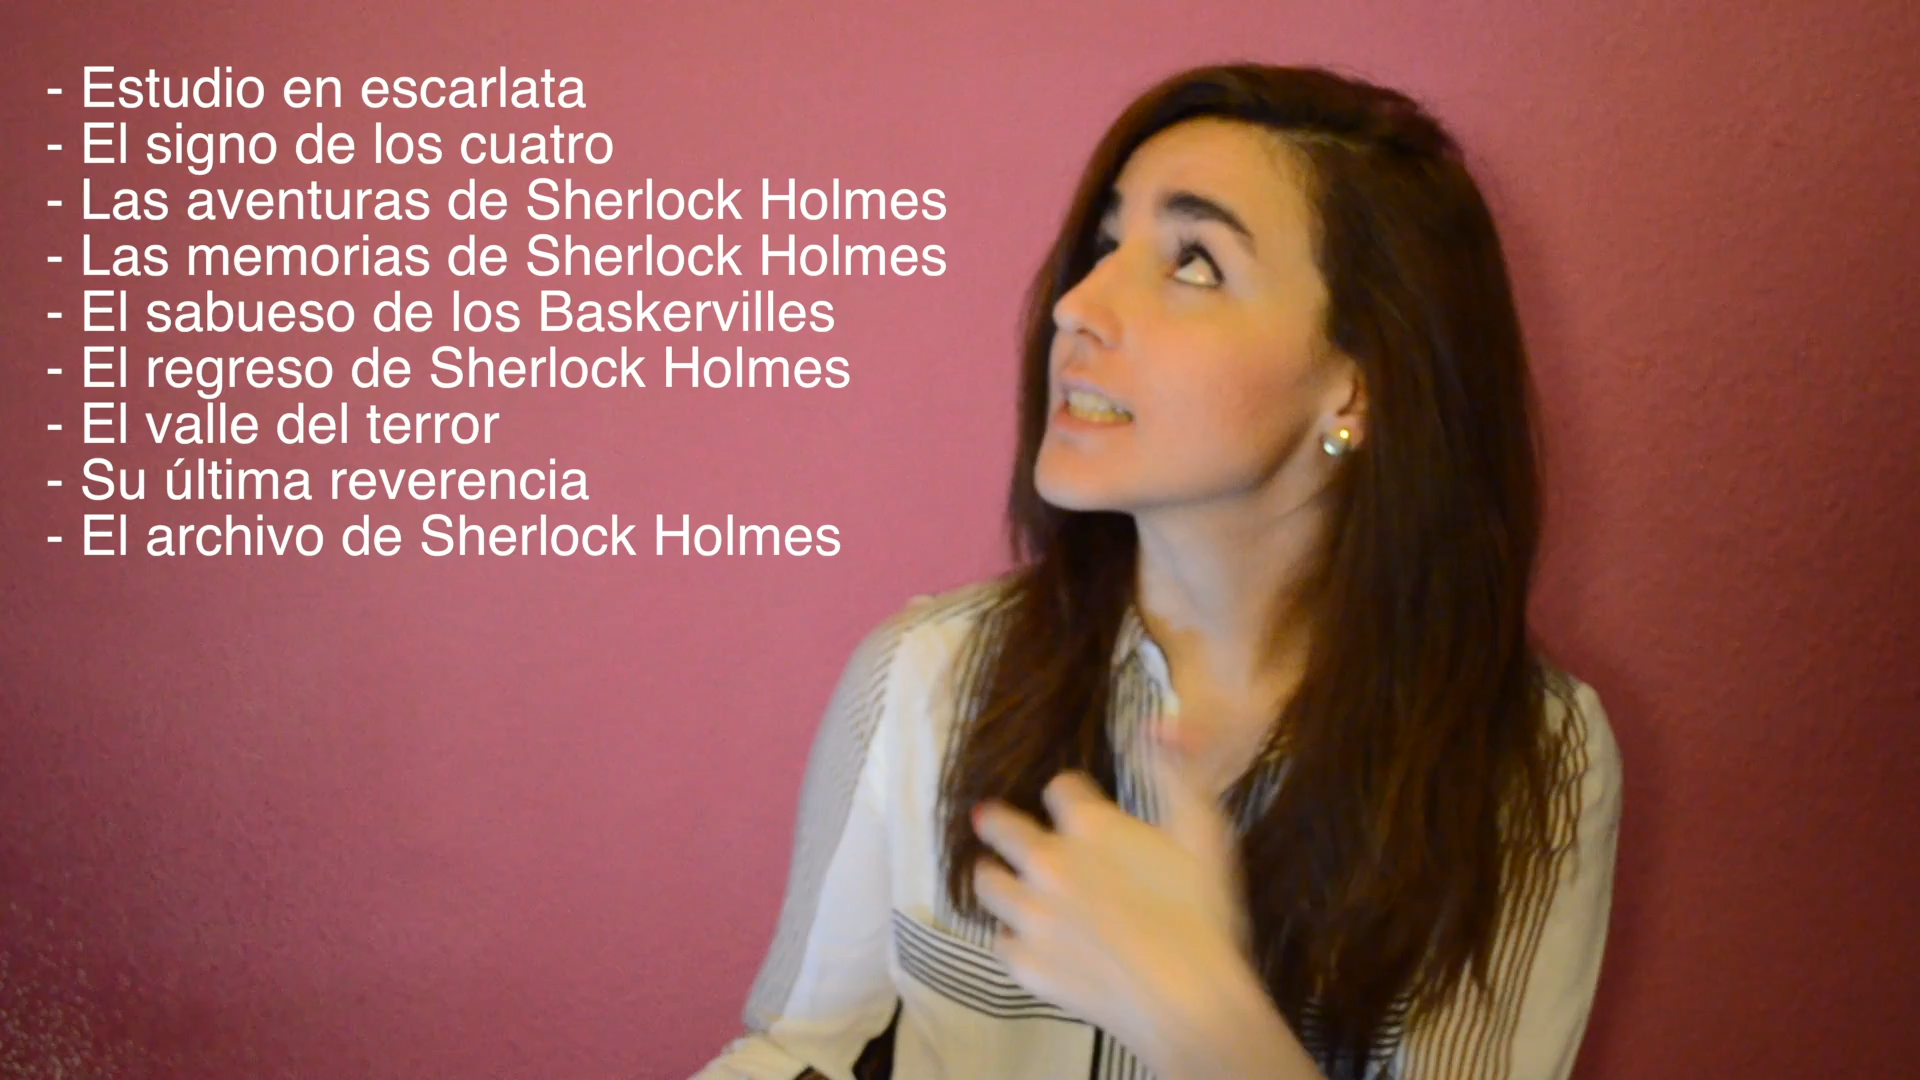 - Estudio en escarlata
- El signo de los cuatro
- Las aventuras de Sherlock Holmes
- Las memorias de Sherlock Holmes
- El sabueso de los Baskervilles
- El regreso de Sherlock Holmes
- El valle del terror
- Su última reverencia
- El archivo de Sherlock Holmes